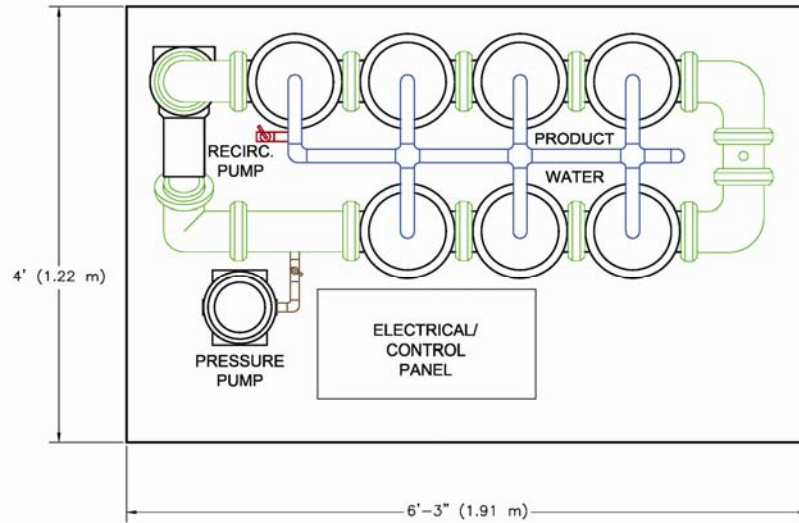 PRODUCT
WATER
RECIRC.
PUMP
4' (1.22 m)
ELECTRICAL/
CONTROL
PANEL
PRESSURE
PUMP
6'-3" (1.91 m)